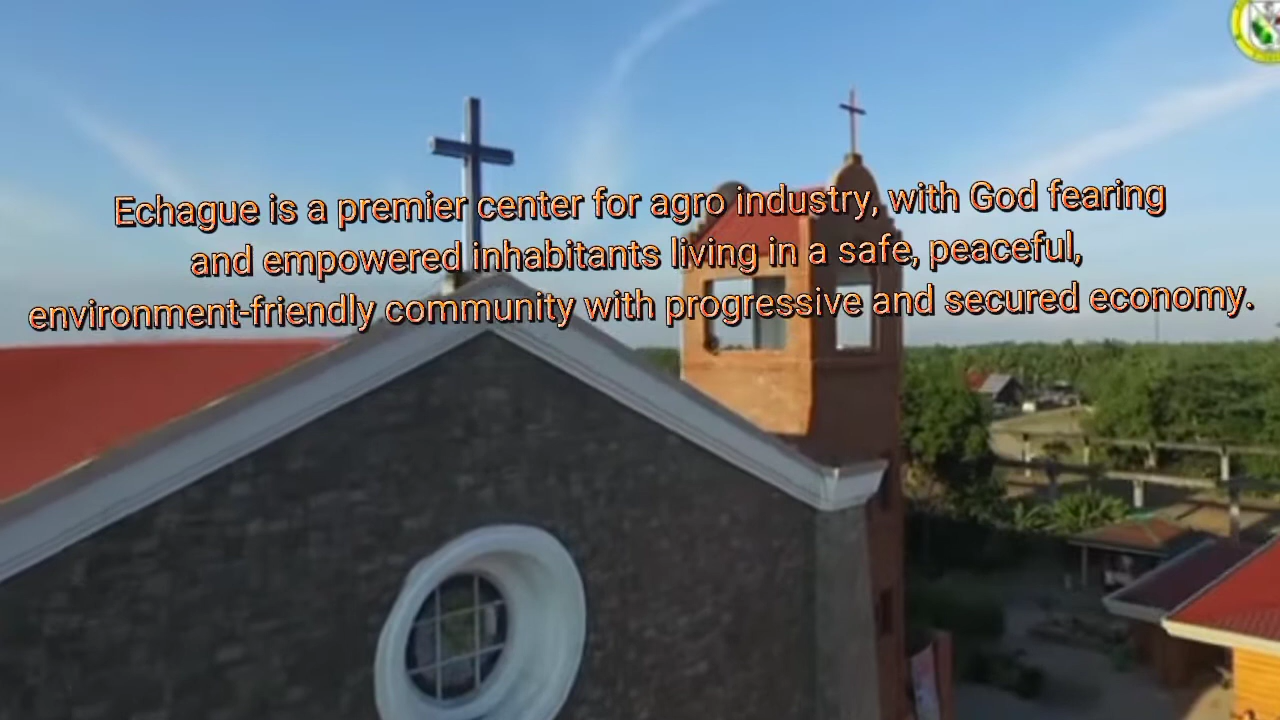 Echague is a premier center for agro industry, with God fearing
and empowered inhabitants living in a safe, peaceful,
environment-friendly community with progressive and secured economy.